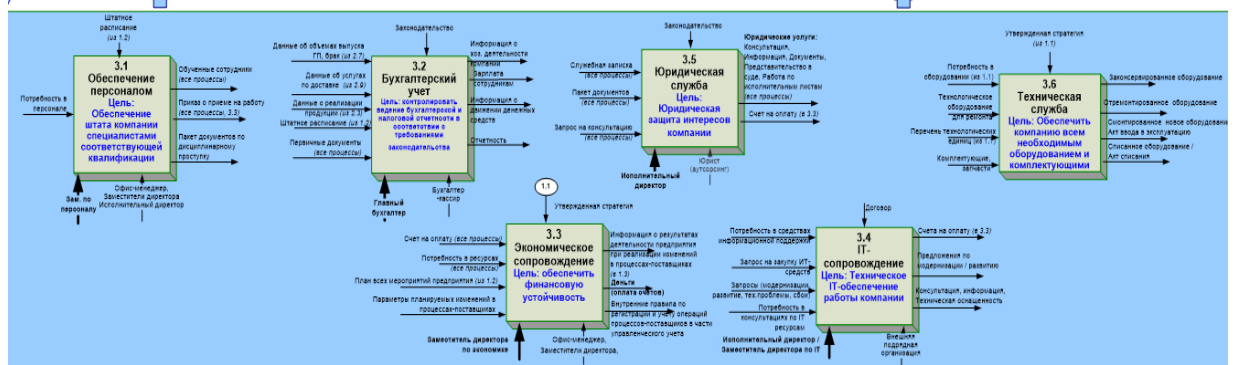 Штатное
расписание
(из 1.2)
Потребность в
персонале
3.1
Обеспечение
персоналом
Цель:
Обеспечение
штата компании
специалистами
соответствующей
квалификации
Обученные сотрудники
(все процессы)
Приказ о приеме на работу
(все процессы, 3.3)
Пакет документов по
дисциплинарному
проступку
Зам. по
персоналу
Офис-менеджер,
Заместители директора
Исполнительный директор
Законодательство
Данные об объемах выпуска
ГП, брак (из 2.7)
Данные об услугах
по доставке (из 2.9)
Данные о реализации
продукции (из 2.3)
Штатное расписание (из 1.2)
Первичные документы
(все процессы)
3.2
Бухгалтерский
учет
Цель: контролировать
ведение бухгалтерской и
налоговой отчетности в
соответствии с
требованиями
законодательства
Информация о
хоз. деятельности
компании
Зарплата
сотрудникам
Информация о
движении денежных
средств
Отчетность
Главный
бухгалтер
Бухгалтер
-кассир
Законодательство
Служебная записка
(все процессы)
Пакет документов
(все процессы)
Запрос на консультацию
(все процессы)
3.5
Юридическая
служба
Цель:
Юридическая
защита интересов
компании
Юридические услуги:
Консультация,
Информация, Документы,
Представительство в
суде, Работа по
исполнительным листам
(все процессы)
Счет на оплату (в 3.3)
Исполнительный
директор
Юрист
(аутсорсинг)
Утвержденная стратегия
(из 1.1)
Потребность в
оборудовании (из 1.1)
Технологическое
оборудование
для ремонта
Перечень технологических
единиц (из 1.1)
Комплектующие,
запчасти
3.6
Техническая
служба
Цель: Обеспечить
компанию всем
необходимым
оборудованием и
комплектующими
Законсервированное оборудование
Отремонтированное оборудование
Смонтированное новое оборудование
Акт ввода в эксплуатацию
Списанное оборудование /
Акт списания
1.1
Утвержденная стратегия
Счет на оплату (все процессы)
Потребность в ресурсах
(все процессы)
План всех мероприятий предприятия (из 1.2)
Параметры планируемых изменений в
процессах-поставщиках
3.3
Экономическое
сопровождение
Цель: обеспечить
финансовую
устойчивость
Информация о результатах
деятельности предприятия
при реализации изменений
в процессах-поставщиках
(в 1.3)
Деньги
(оплата счетов)
Внутренние правила по
регистрации и учету операций
процессов-поставщиков в части
управленческого учета
Заместитель директора
по экономике
Офис-менеджер,
Заместители директора,
Договор
Потребность в средствах
информационной поддержки
Запрос на закупку ИТ-
средств
Запросы (модернизации,
развитие, тех.проблемы, сбои)
Потребность в
консультациях по IT
ресурсам
3.4
IT-
сопровождение
Цель: Техническое
IT-обеспечение
работы компании
Счета на оплату (в 3.3)
Предложения по
модернизации / развитию
Консультация, информация,
Техническая оснащенность
Исполнительный директор /
Заместитель директора по IT
Внешняя
подрядная
организация